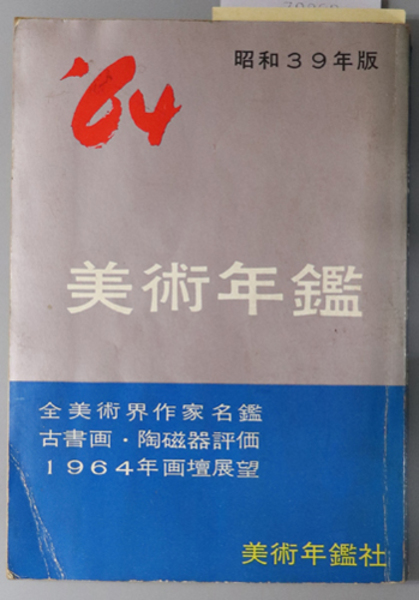 昭和39年版
'64
美術年鑑
全美術界作家名鑑
古書画・陶磁器評価
1964年画壇展望
美術年鑑社